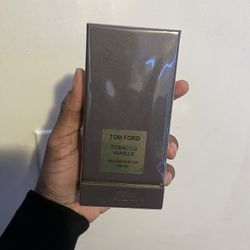 TOM FORD
TOBACCO
VANILLE
EAU DE PARFUM